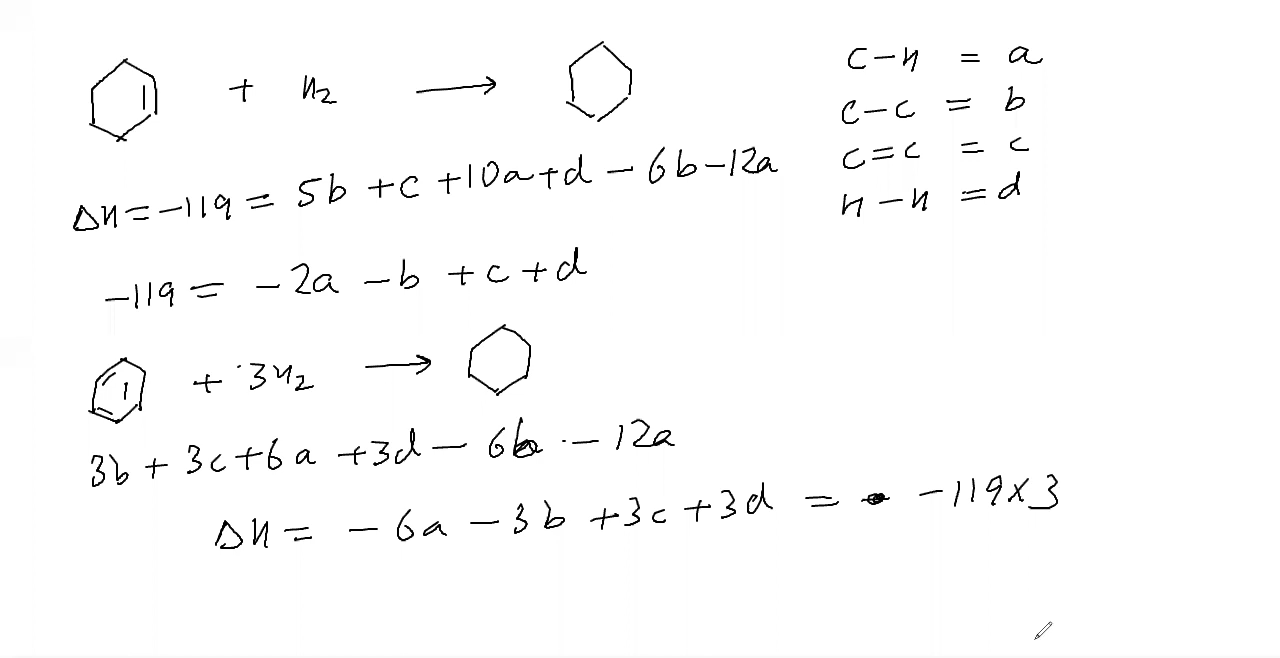 + H₂ ⟶
C-H = a
C-C = b
C=C = c
H-H = d
ΔH = -119 = 5b + c + 10a + d - 6b - 12a
-119 = -2a - b + c + d
+ 3H₂ ⟶
3b + 3c + 6a + 3d - 6b - 12a
ΔH = -6a - 3b + 3c + 3d = -119×3